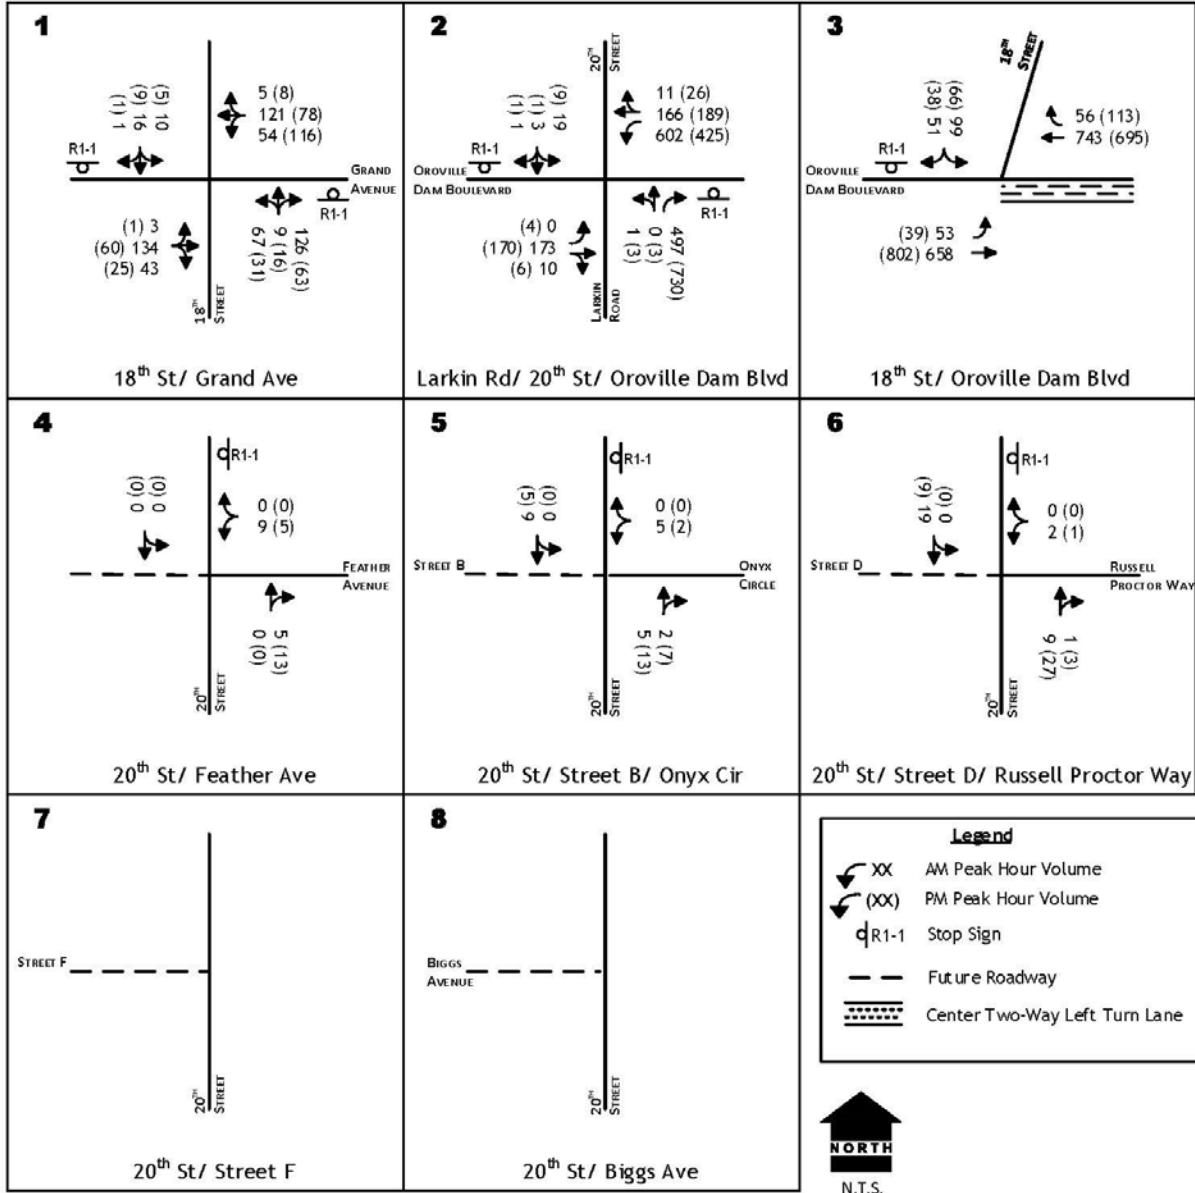 1
(1) 1
(9) 16
(5) 10
5 (8)
121 (78)
54 (116)
R1-1
GRAND
AVENUE
R1-1
(1) 3
(60) 134
(25) 43
67 (31)
9 (16)
126 (63)
18TH
STREET
18th St/ Grand Ave
2
20TH
STREET
(1) 1
(1) 3
(9) 19
11 (26)
166 (189)
602 (425)
R1-1
OROVILLE
DAM BOULEVARD
R1-1
(4) 0
(170) 173
(6) 10
1 (3)
0 (3)
497 (730)
LARKIN
ROAD
Larkin Rd/ 20th St/ Oroville Dam Blvd
3
18TH
STREET
(38) 51
(66) 99
56 (113)
743 (695)
R1-1
OROVILLE
DAM BOULEVARD
(39) 53
(802) 658
18th St/ Oroville Dam Blvd
4
R1-1
(0) 0
(0) 0
0 (0)
9 (5)
FEATHER
AVENUE
0 (0)
5 (13)
20TH
STREET
20th St/ Feather Ave
5
R1-1
(5) 9
(0) 0
0 (0)
5 (2)
STREET B
ONYX
CIRCLE
5 (13)
2 (7)
20TH
STREET
20th St/ Street B/ Onyx Cir
6
R1-1
(9) 19
(0) 0
0 (0)
2 (1)
STREET D
RUSSELL
PROCTOR WAY
9 (27)
1 (3)
20TH
STREET
20th St/ Street D/ Russell Proctor Way
7
STREET F
20TH
STREET
20th St/ Street F
8
BIGGS
AVENUE
20TH
STREET
20th St/ Biggs Ave
Legend
XX AM Peak Hour Volume
(XX) PM Peak Hour Volume
R1-1 Stop Sign
Future Roadway
Center Two-Way Left Turn Lane
NORTH
N.T.S.